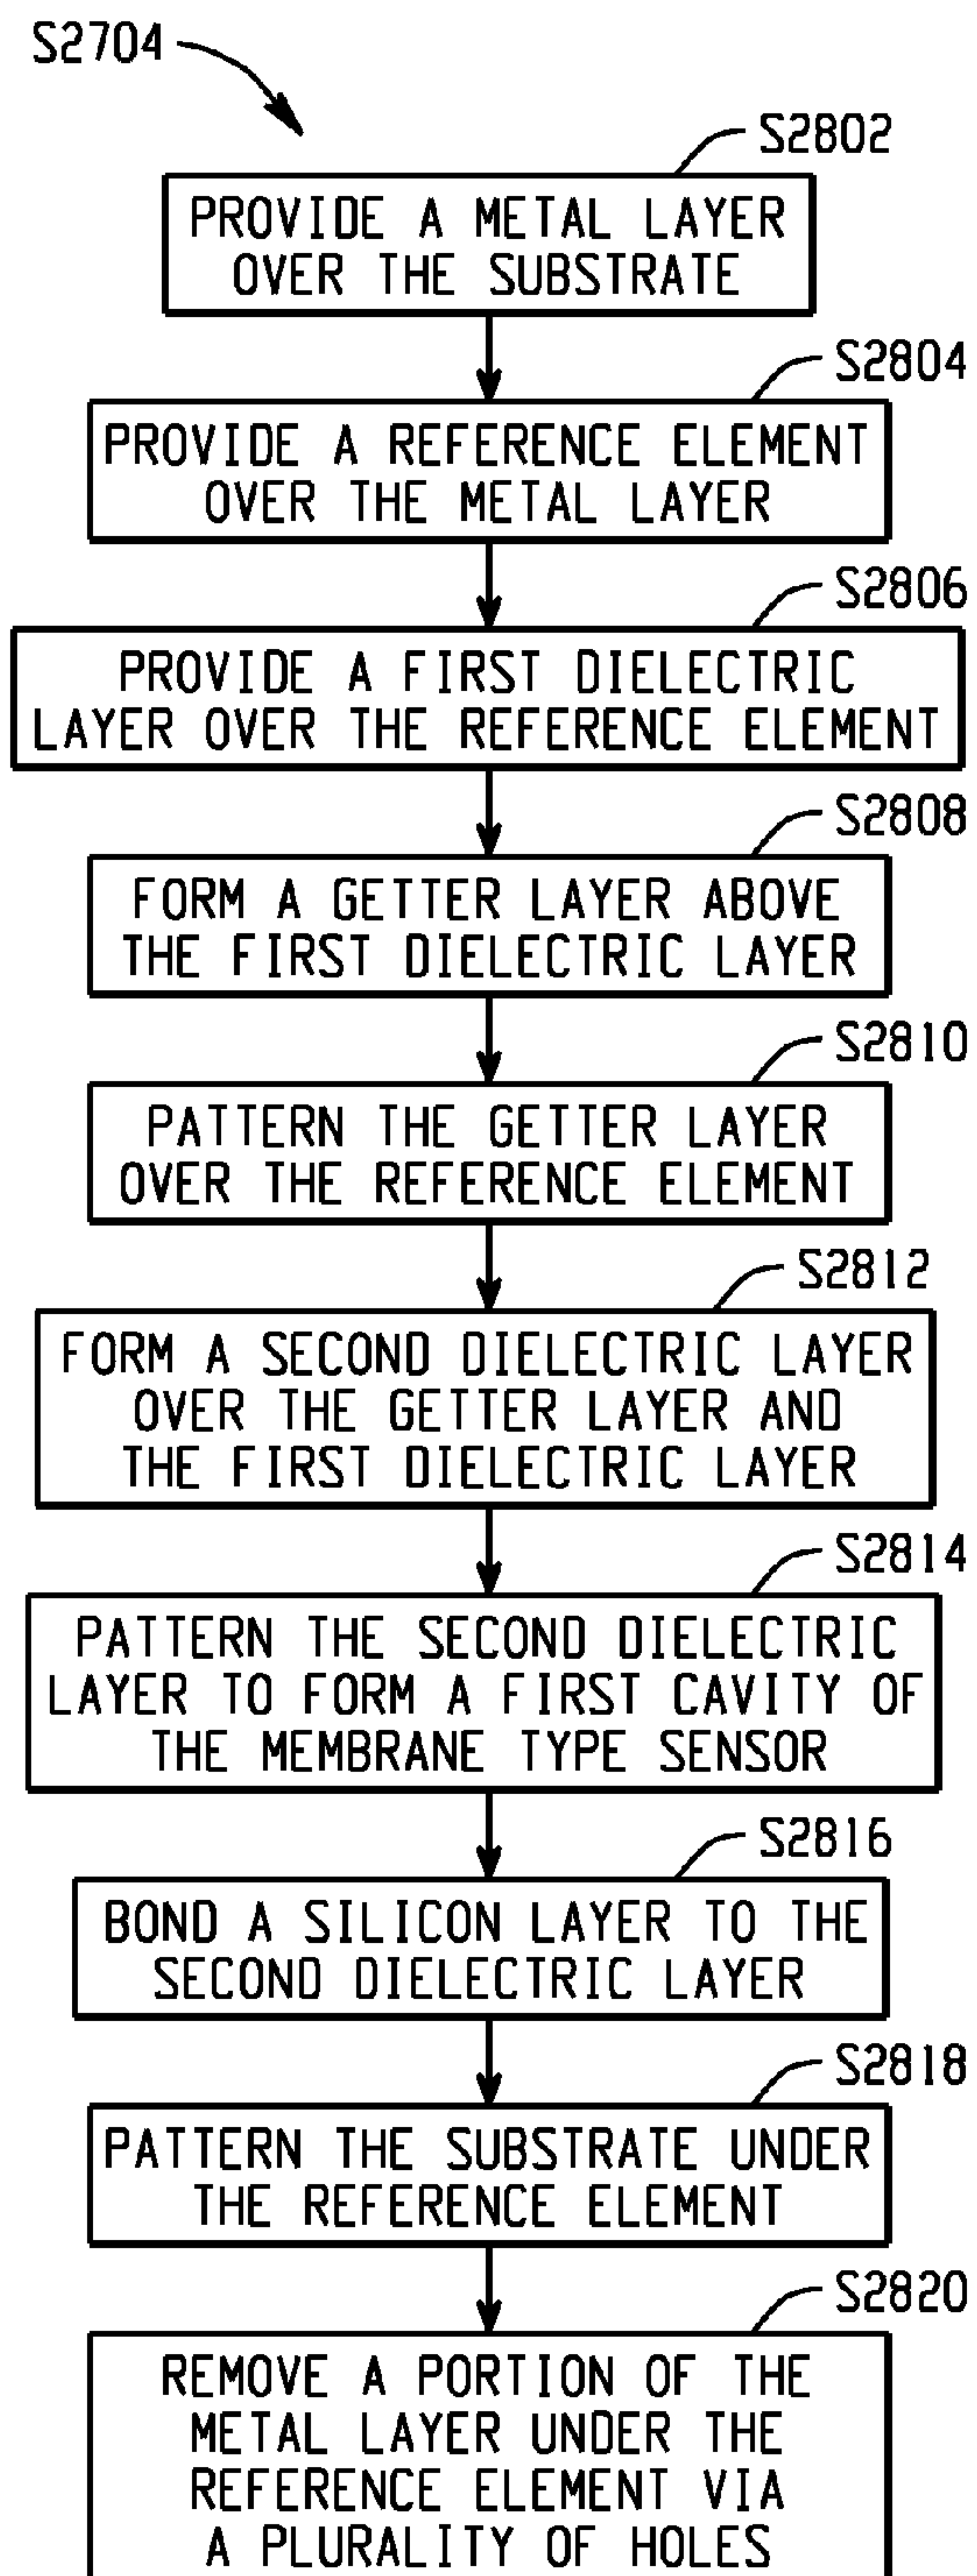 S2704
S2802
PROVIDE A METAL LAYER
OVER THE SUBSTRATE
S2804
PROVIDE A REFERENCE ELEMENT
OVER THE METAL LAYER
S2806
PROVIDE A FIRST DIELECTRIC
LAYER OVER THE REFERENCE ELEMENT
S2808
FORM A GETTER LAYER ABOVE
THE FIRST DIELECTRIC LAYER
S2810
PATTERN THE GETTER LAYER
OVER THE REFERENCE ELEMENT
S2812
FORM A SECOND DIELECTRIC LAYER
OVER THE GETTER LAYER AND
THE FIRST DIELECTRIC LAYER
S2814
PATTERN THE SECOND DIELECTRIC
LAYER TO FORM A FIRST CAVITY OF
THE MEMBRANE TYPE SENSOR
S2816
BOND A SILICON LAYER TO THE
SECOND DIELECTRIC LAYER
S2818
PATTERN THE SUBSTRATE UNDER
THE REFERENCE ELEMENT
S2820
REMOVE A PORTION OF THE
METAL LAYER UNDER THE
REFERENCE ELEMENT VIA
A PLURALITY OF HOLES